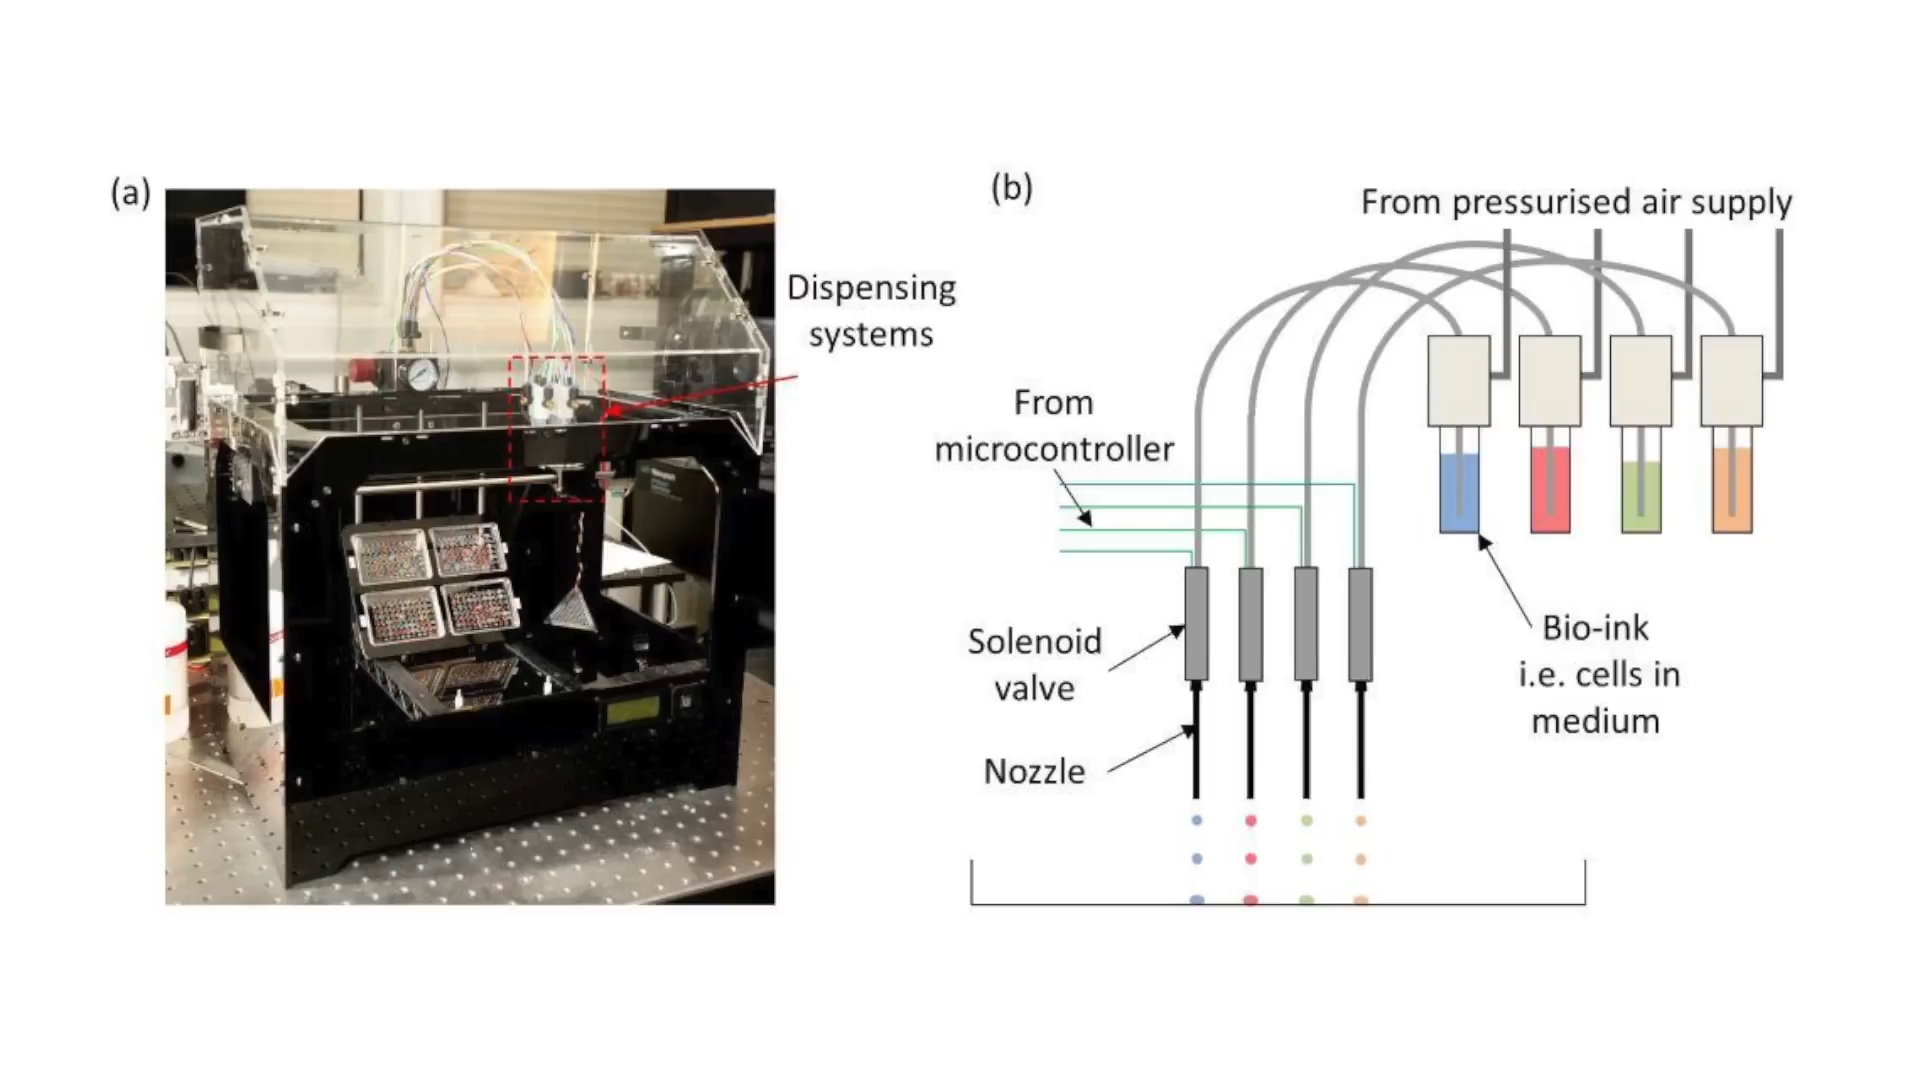 (a)
Dispensing
systems
(b)
From pressurised air supply
From
microcontroller
Solenoid
valve
Nozzle
Bio-ink
i.e. cells in
medium